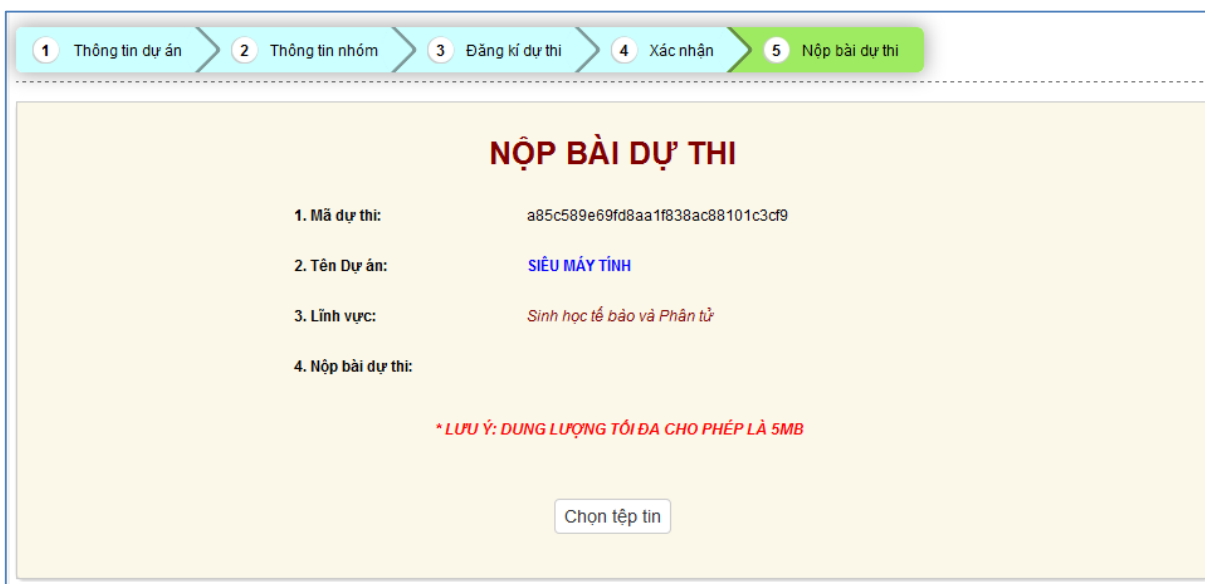 1 Thông tin dự án 2 Thông tin nhóm 3 Đăng kí dự thi 4 Xác nhận 5 Nộp bài dự thi
NỘP BÀI DỰ THI
1. Mã dự thi: a85c589e69fd8aa1f838ac88101c3cf9
2. Tên Dự án: SIÊU MÁY TÍNH
3. Lĩnh vực: Sinh học tế bào và Phân tử
4. Nộp bài dự thi:
* LƯU Ý: DUNG LƯỢNG TỐI ĐA CHO PHÉP LÀ 5MB
Chọn tệp tin